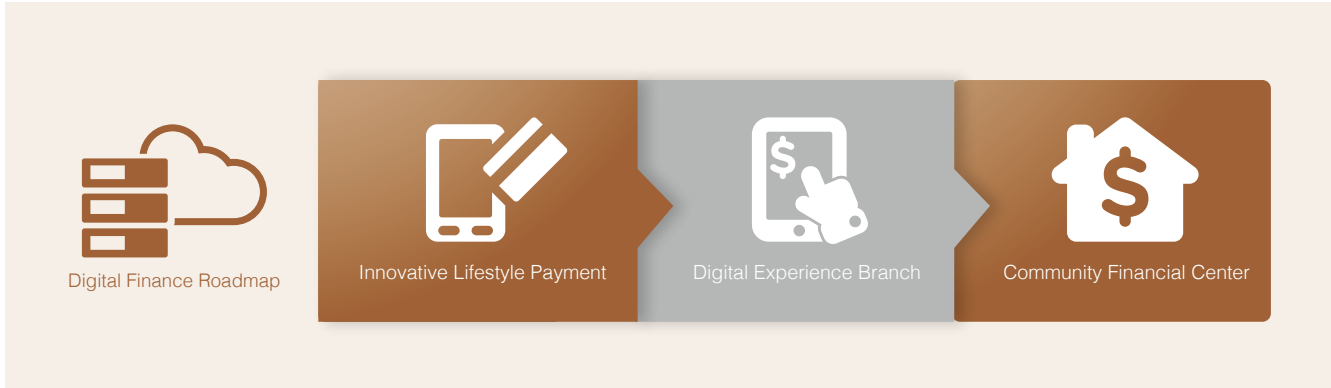 Digital Finance Roadmap
Innovative Lifestyle Payment
$
Digital Experience Branch
$
Community Financial Center